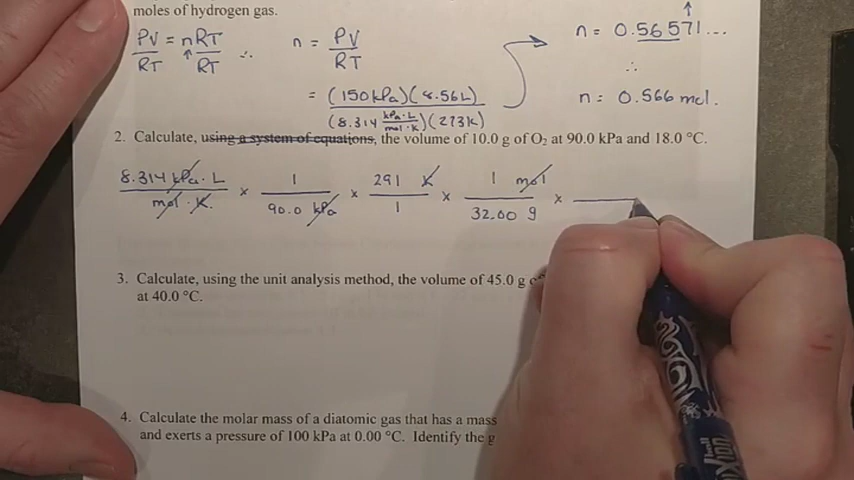 moles of hydrogen gas.
PV/RT = nRT/RT ∴ n = PV/RT
= (150 kPa)(8.56 L) / (8.314 kPa·L/mol·K)(273K)
n = 0.56571...
∴
n = 0.566 mol.
2. Calculate, using a system of equations, the volume of 10.0 g of O₂ at 90.0 kPa and 18.0 °C.
8.314 kPa·L / mol·K. × 1 / 90.0 kPa × 291 K / 1 × 1 mol / 32.00 g ×
3. Calculate, using the unit analysis method, the volume of 45.0 g
at 40.0 °C.
4. Calculate the molar mass of a diatomic gas that has a mass
and exerts a pressure of 100 kPa at 0.00 °C. Identify the